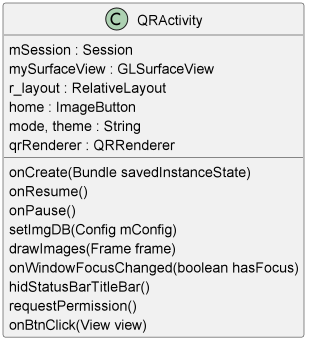 C QRActivity
mSession : Session
mySurfaceView : GLSurfaceView
r_layout : RelativeLayout
home : ImageButton
mode, theme : String
qrRenderer : QRRenderer
onCreate(Bundle savedInstanceState)
onResume()
onPause()
setImgDB(Config mConfig)
drawImages(Frame frame)
onWindowFocusChanged(boolean hasFocus)
hidStatusBarTitleBar()
requestPermission()
onBtnClick(View view)